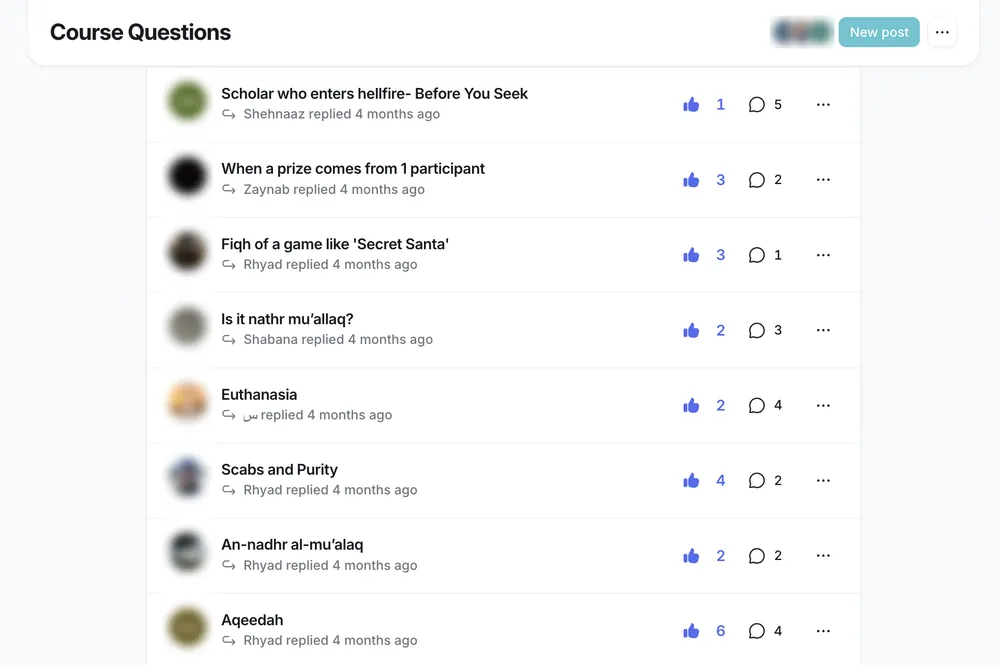 Course Questions
New post
Scholar who enters hellfire- Before You Seek
1 5
Shehnaaz replied 4 months ago
When a prize comes from 1 participant
3 2
Zaynab replied 4 months ago
Fiqh of a game like 'Secret Santa'
3 1
Rhyad replied 4 months ago
Is it nathr mu’allaq?
2 3
Shabana replied 4 months ago
Euthanasia
2 4
س replied 4 months ago
Scabs and Purity
4 2
Rhyad replied 4 months ago
An-nadhr al-mu’alaq
2 2
Rhyad replied 4 months ago
Aqeedah
6 4
Rhyad replied 4 months ago